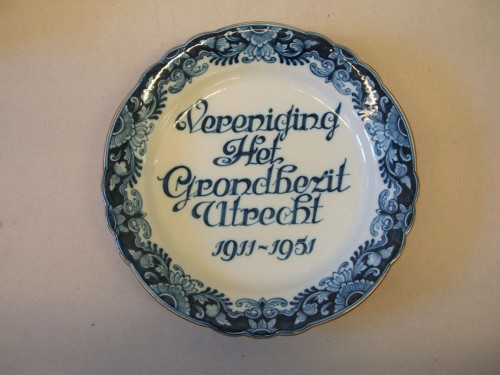 Vereniging
Het
Grondbezit
Utrecht
1911~1951